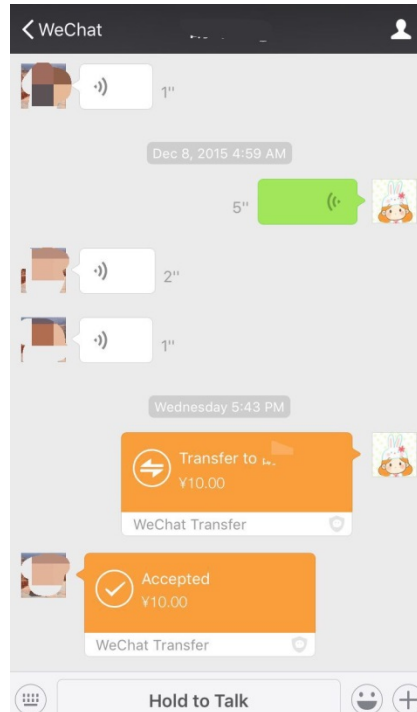 WeChat
1"
Dec 8, 2015 4:59 AM
5"
2"
1"
Wednesday 5:43 PM
Transfer to
¥10.00
WeChat Transfer
Accepted
¥10.00
WeChat Transfer
Hold to Talk